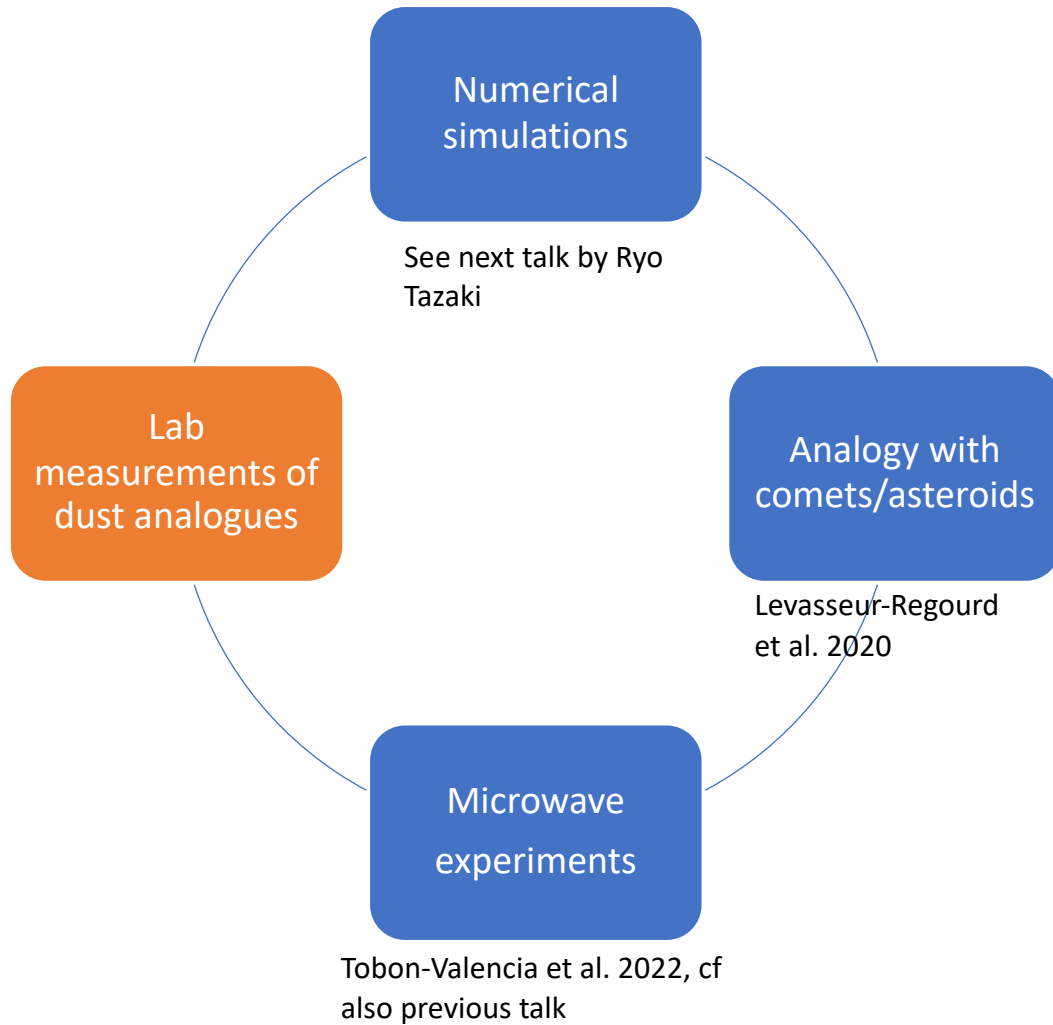 Numerical
simulations
See next talk by Ryo
Tazaki
Lab
measurements of
dust analogues
Analogy with
comets/asteroids
Levasseur-Regourd
et al. 2020
Microwave
experiments
Tobon-Valencia et al. 2022, cf
also previous talk